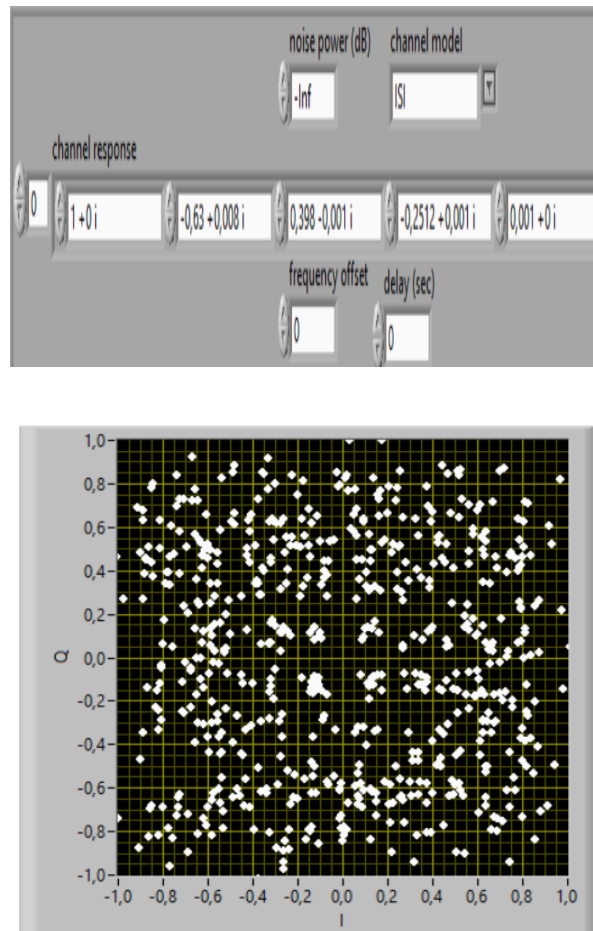 noise power (dB) channel model
-Inf ISI
channel response
0 1 +0 i -0,63 +0,008 i 0,398 -0,001 i -0,2512 +0,001 i 0,001 +0 i
frequency offset delay (sec)
0 0
1,0
0,8
0,6
0,4
0,2
0,0
-0,2
-0,4
-0,6
-0,8
-1,0
Q
-1,0 -0,8 -0,6 -0,4 -0,2 0,0 0,2 0,4 0,6 0,8 1,0
I